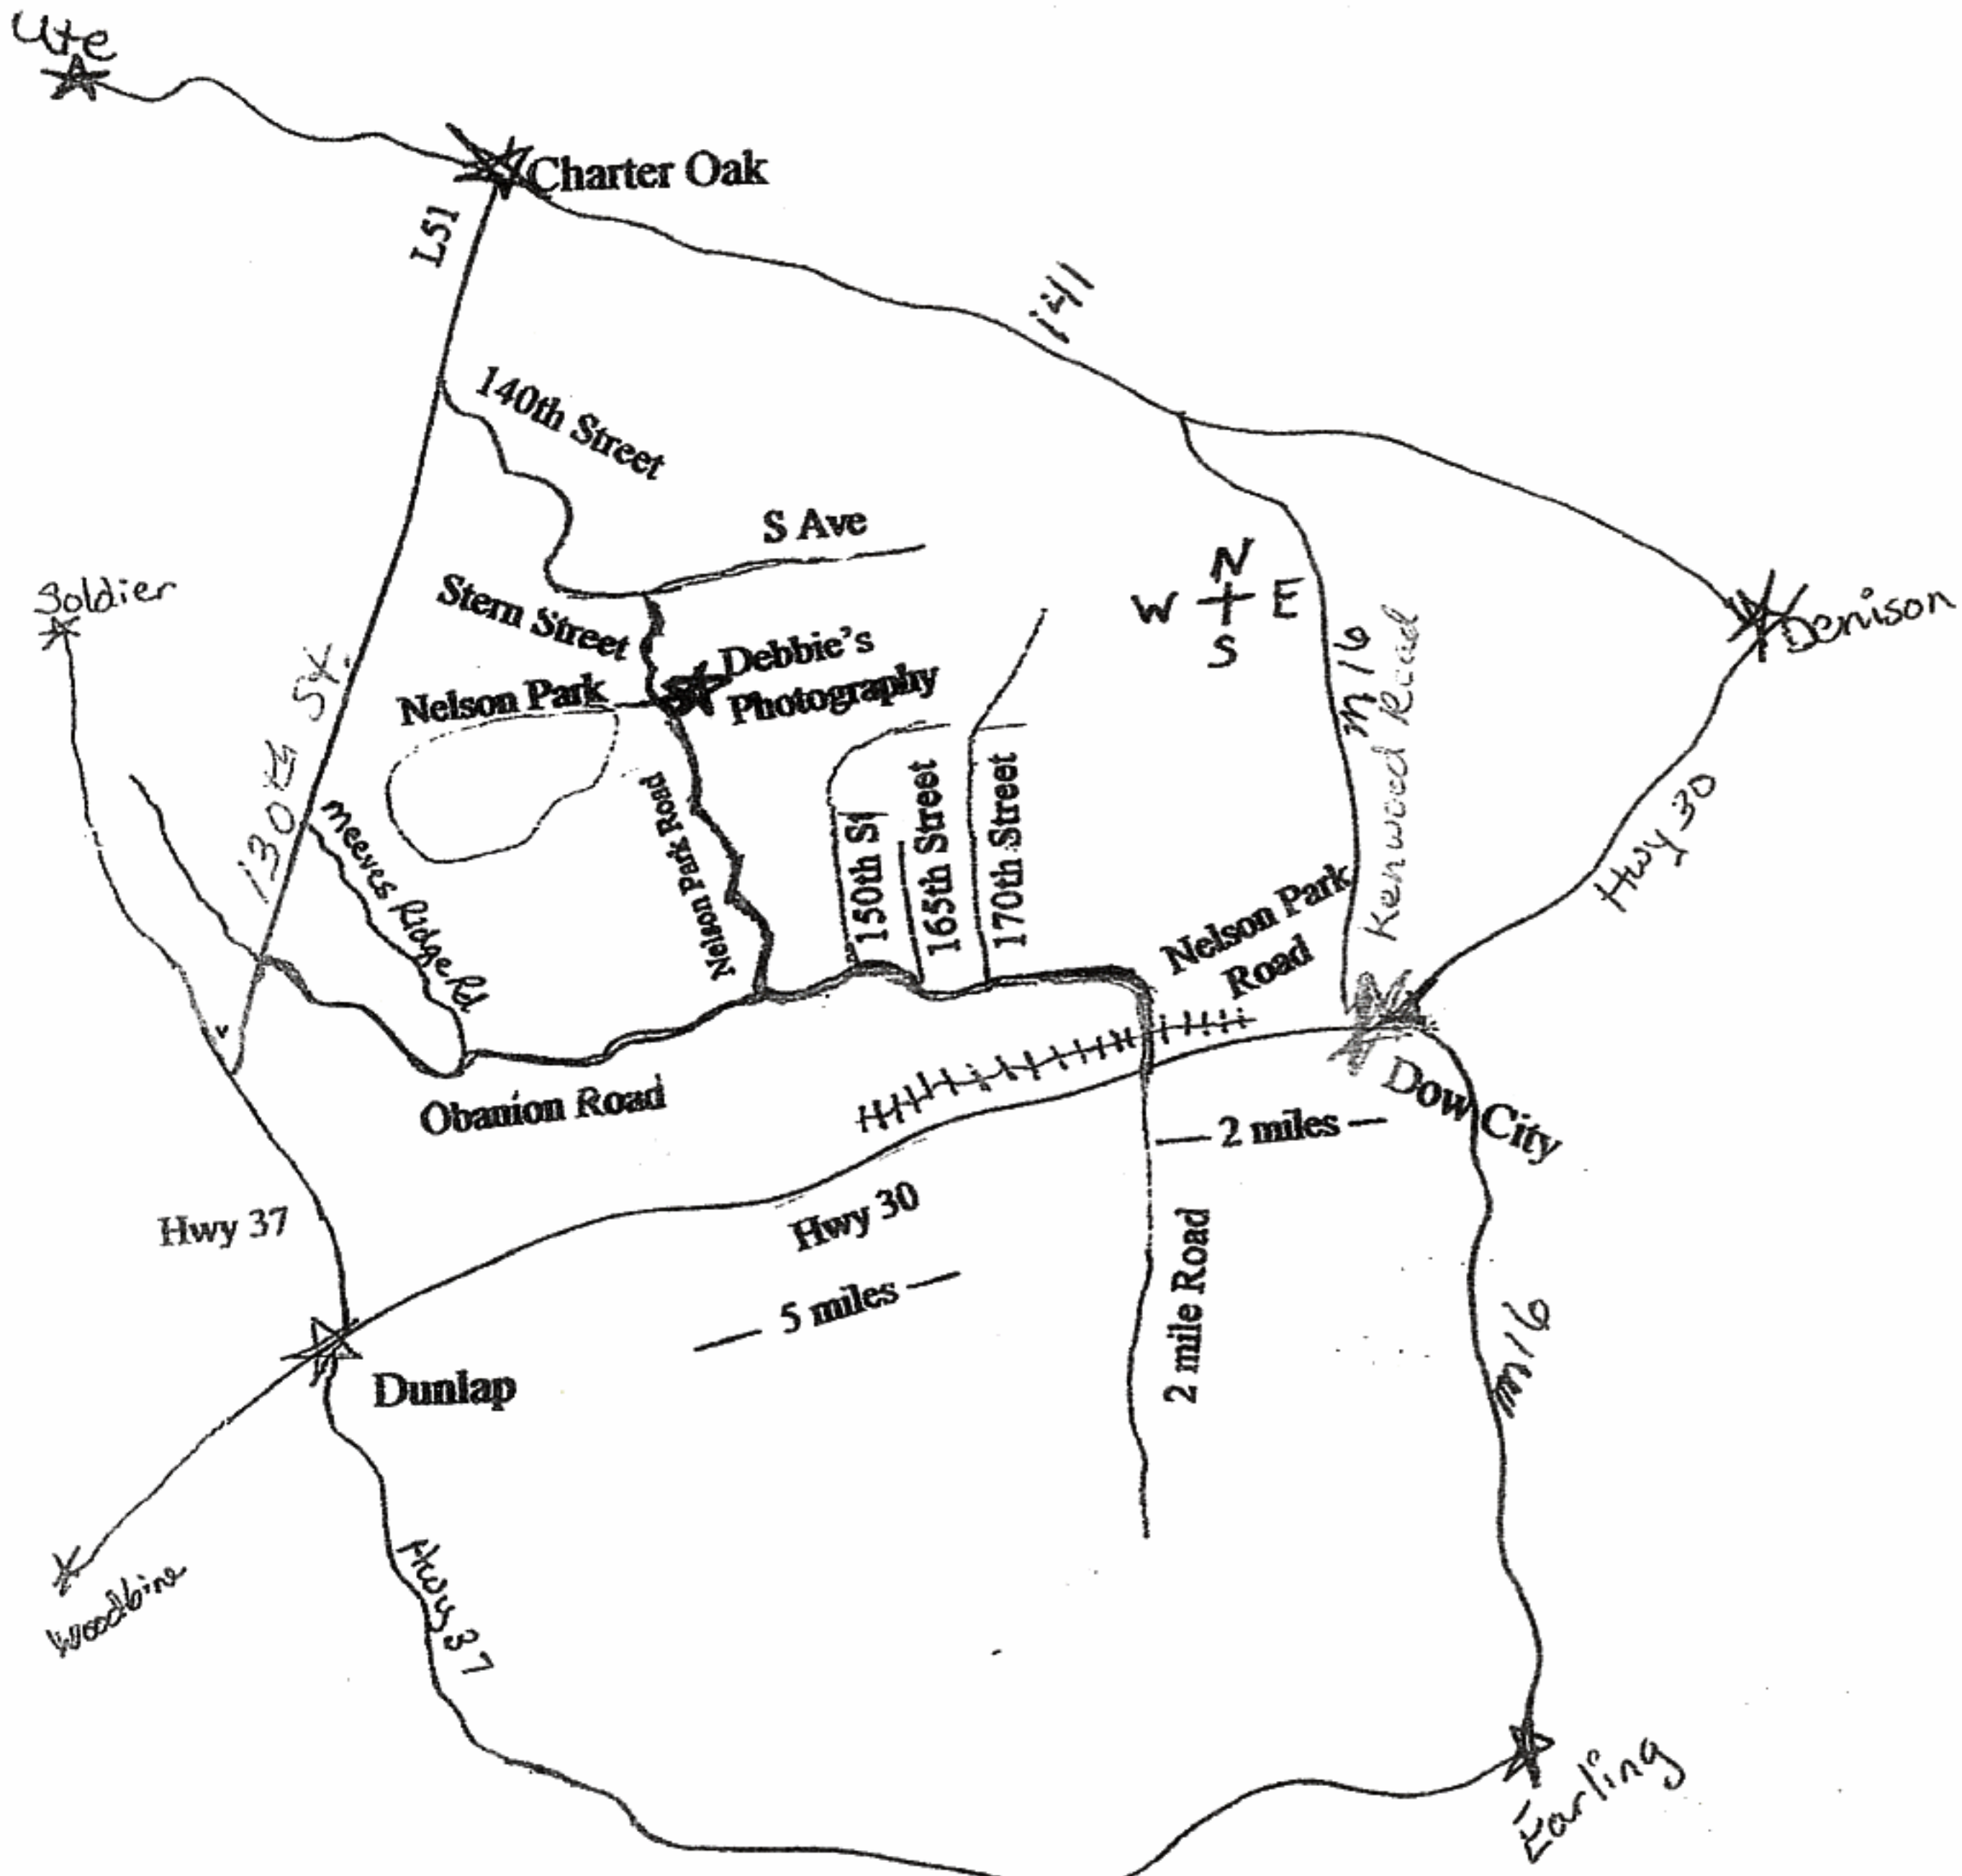 Ute
Charter Oak
L51
141
140th Street
S Ave
N
W E
S
Soldier
Stern Street
Denison
Debbie's
Photography
Nelson Park
M16
Kenwood Road
130th St.
Meeves Ridge Rd
Nelson Park Road
150th St
165th Street
170th Street
Hwy 30
Nelson Park
Road
Obanion Road
Dow City
2 miles
Hwy 37
Hwy 30
5 miles
2 mile Road
M16
Dunlap
Woodbine
Hwy 37
Earling